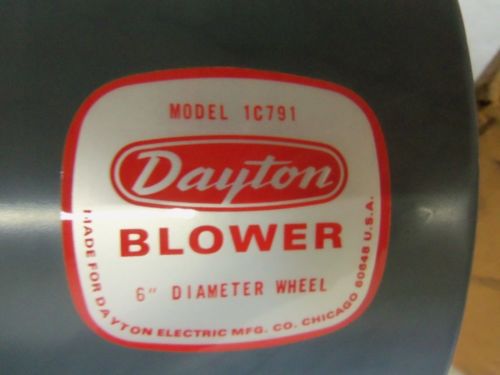 MODEL 1C791
Dayton
BLOWER
6" DIAMETER WHEEL
MADE FOR DAYTON ELECTRIC MFG. CO. CHICAGO 60648 U.S.A.